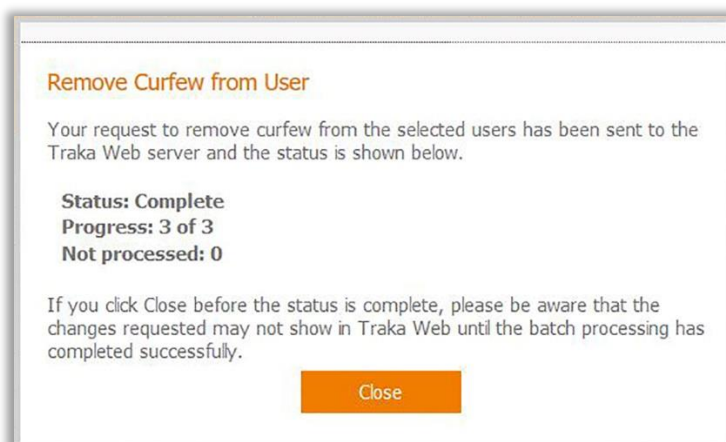 Remove Curfew from User
Your request to remove curfew from the selected users has been sent to the
Traka Web server and the status is shown below.
Status: Complete
Progress: 3 of 3
Not processed: 0
If you click Close before the status is complete, please be aware that the
changes requested may not show in Traka Web until the batch processing has
completed successfully.
Close